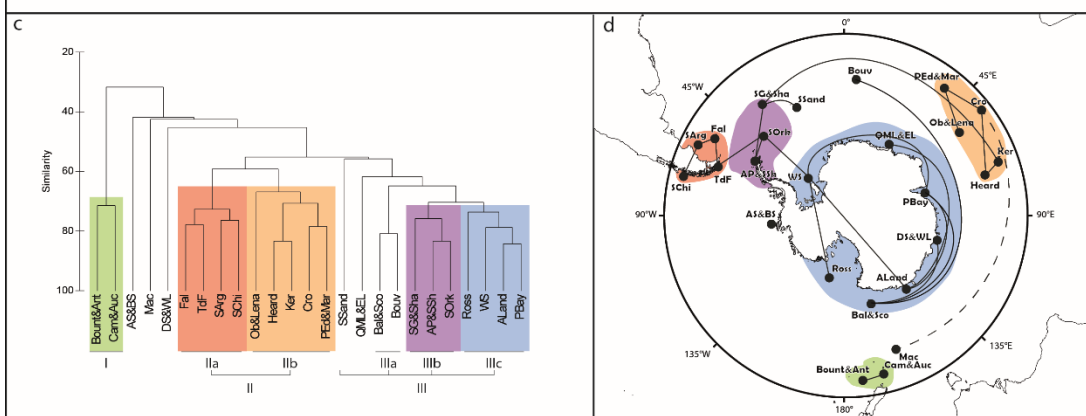 c
20
40
60
80
100
Similarity
Bount&Ant
Cam&Auc
AS&BS
Mac
DS&WL
Fal
TdF
SArg
SChi
Ob&Lena
Heard
Ker
Cro
PEd&Mar
SSand
QML&EL
Bal&Sco
Bouv
SG&Sha
AP&SSh
SOrk
Ross
WS
ALand
PBay
I
IIa
IIb
IIIa
IIIb
IIIc
II
III
d
0°
45°W
45°E
90°W
90°E
135°W
135°E
180°
Bouv
PEd&Mar
SG&Sha
SSand
Cro
Ob&Lena
SArg
Fal
SOrk
QML&EL
Ker
AP&SSh
TdF
SChi
WS
Heard
PBay
AS&BS
DS&WL
Ross
ALand
Bal&Sco
Mac
Cam&Auc
Bount&Ant